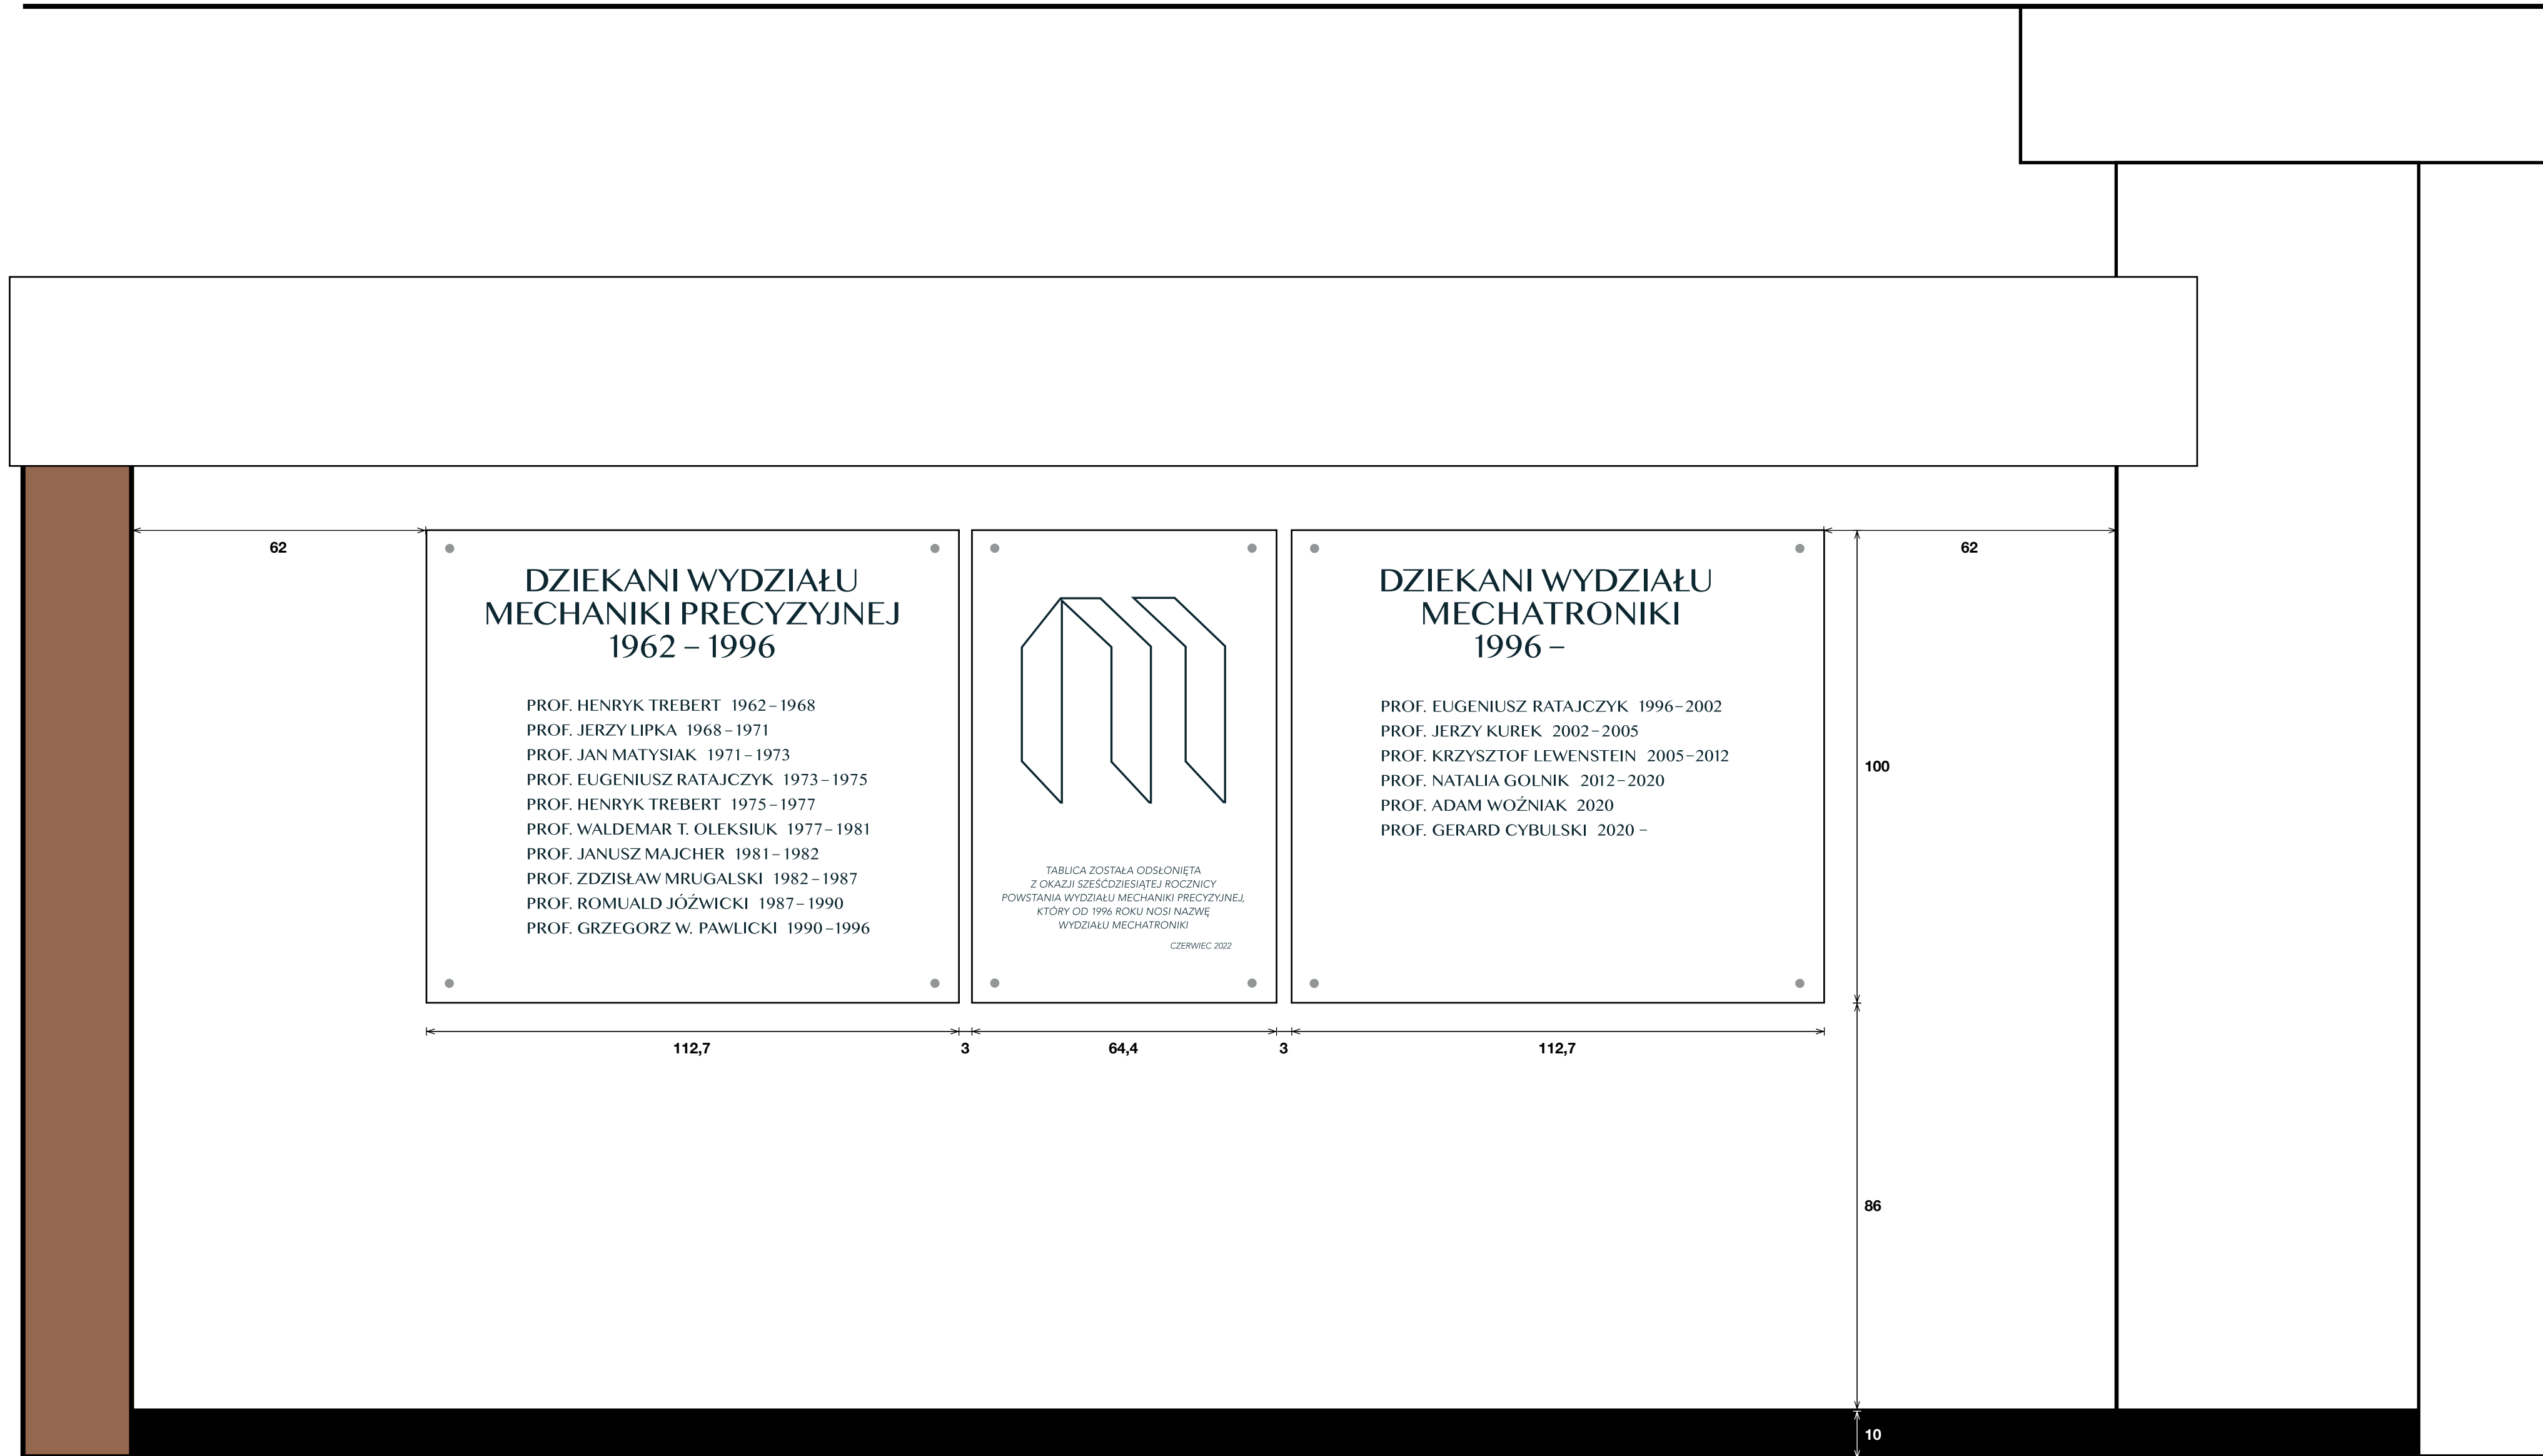 62
62
DZIEKANI WYDZIAŁU
MECHANIKI PRECYZYJNEJ
1962 – 1996
PROF. HENRYK TREBERT 1962–1968
PROF. JERZY LIPKA 1968–1971
PROF. JAN MATYSIAK 1971–1973
PROF. EUGENIUSZ RATAJCZYK 1973–1975
PROF. HENRYK TREBERT 1975–1977
PROF. WALDEMAR T. OLEKSIUK 1977–1981
PROF. JANUSZ MAJCHER 1981–1982
PROF. ZDZISŁAW MRUGALSKI 1982–1987
PROF. ROMUALD JÓŹWICKI 1987–1990
PROF. GRZEGORZ W. PAWLICKI 1990–1996
TABLICA ZOSTAŁA ODSŁONIĘTA
Z OKAZJI SZEŚĆDZIESIĄTEJ ROCZNICY
POWSTANIA WYDZIAŁU MECHANIKI PRECYZYJNEJ,
KTÓRY OD 1996 ROKU NOSI NAZWĘ
WYDZIAŁU MECHATRONIKI
CZERWIEC 2022
DZIEKANI WYDZIAŁU
MECHATRONIKI
1996 –
PROF. EUGENIUSZ RATAJCZYK 1996–2002
PROF. JERZY KUREK 2002–2005
PROF. KRZYSZTOF LEWENSTEIN 2005–2012
PROF. NATALIA GOLNIK 2012–2020
PROF. ADAM WOŹNIAK 2020
PROF. GERARD CYBULSKI 2020 –
100
112,7
3
64,4
3
112,7
86
10